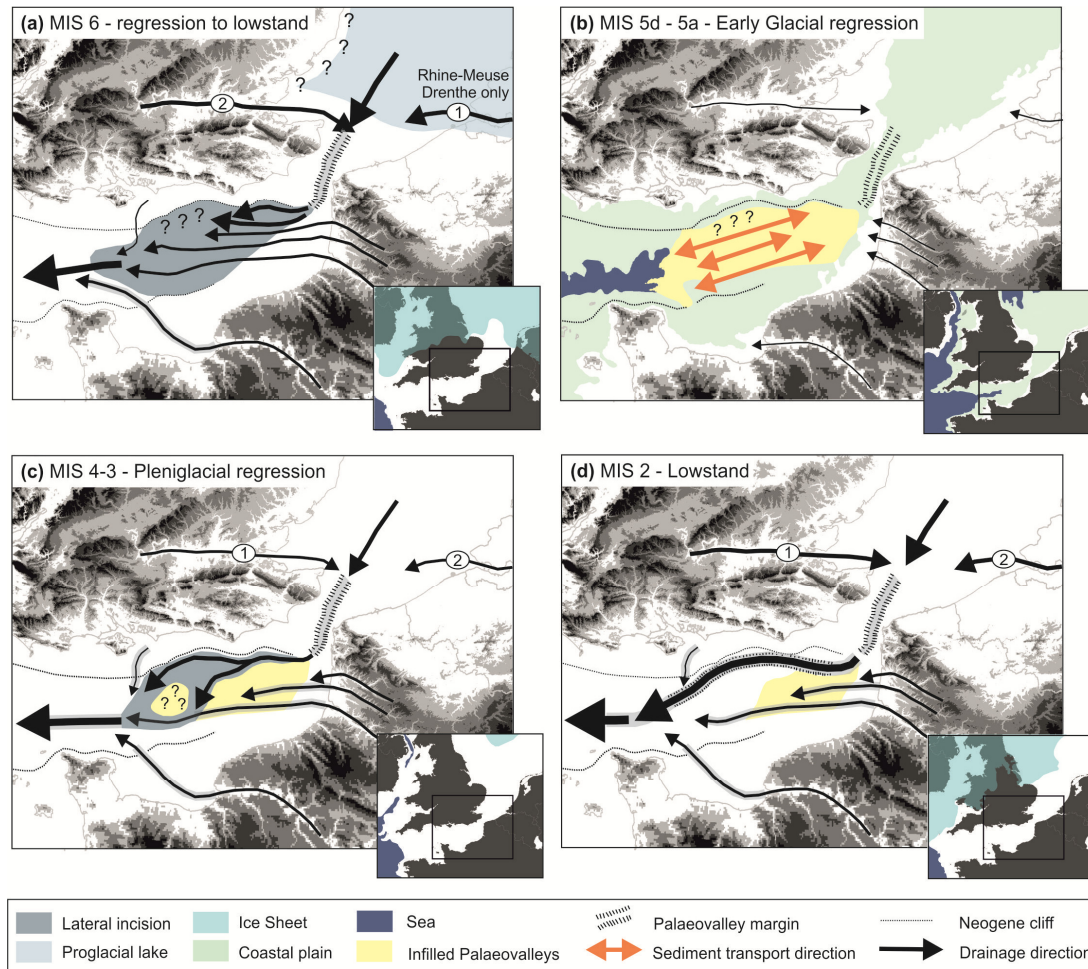 (a) MIS 6 - regression to lowstand
?
?
?
?
Rhine-Meuse
Drenthe only
2
1
? ? ?
(b) MIS 5d - 5a - Early Glacial regression
? ? ?
(c) MIS 4-3 - Pleniglacial regression
1
2
?
? ?
(d) MIS 2 - Lowstand
1
2
Lateral incision
Ice Sheet
Sea
Palaeovalley margin
Neogene cliff
Proglacial lake
Coastal plain
Infilled Palaeovalleys
Sediment transport direction
Drainage direction